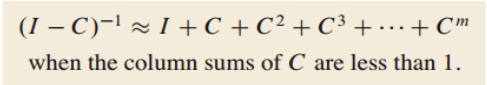 (I − C)⁻¹ ≈ I + C + C² + C³ + ⋯ + Cᵐ
when the column sums of C are less than 1.